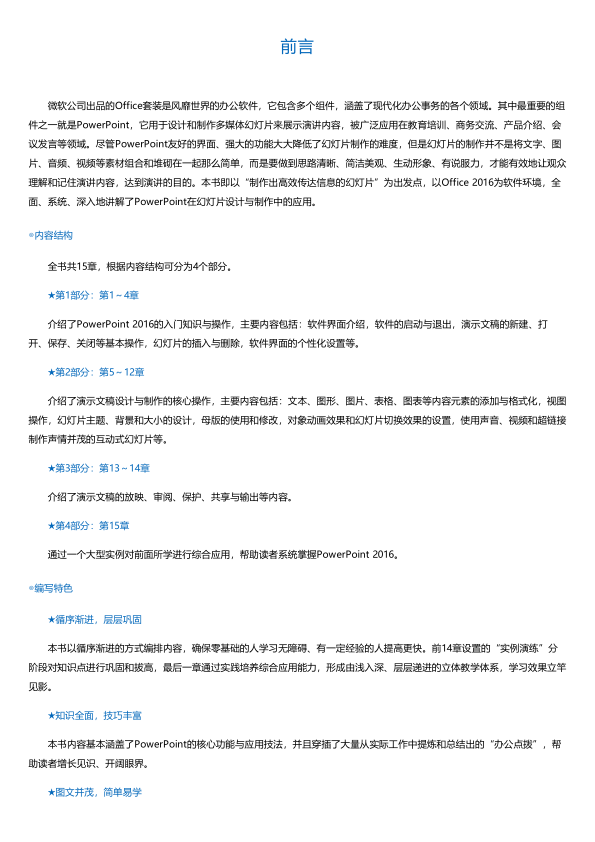 前言
微软公司出品的Office套装是风靡世界的办公软件，它包含多个组件，涵盖了现代化办公事务的各个领域。其中最重要的组
件之一就是PowerPoint，它用于设计和制作多媒体幻灯片来展示演讲内容，被广泛应用在教育培训、商务交流、产品介绍、会
议发言等领域。尽管PowerPoint友好的界面、强大的功能大大降低了幻灯片制作的难度，但是幻灯片的制作并不是将文字、图
片、音频、视频等素材组合和堆砌在一起那么简单，而是要做到思路清晰、简洁美观、生动形象、有说服力，才能有效地让观众
理解和记住演讲内容，达到演讲的目的。本书即以“制作出高效传达信息的幻灯片”为出发点，以Office 2016为软件环境，全
面、系统、深入地讲解了PowerPoint在幻灯片设计与制作中的应用。
◎内容结构
全书共15章，根据内容结构可分为4个部分。
★第1部分：第1～4章
介绍了PowerPoint 2016的入门知识与操作，主要内容包括：软件界面介绍，软件的启动与退出，演示文稿的新建、打
开、保存、关闭等基本操作，幻灯片的插入与删除，软件界面的个性化设置等。
★第2部分：第5～12章
介绍了演示文稿设计与制作的核心操作，主要内容包括：文本、图形、图片、表格、图表等内容元素的添加与格式化，视图
操作，幻灯片主题、背景和大小的设计，母版的使用和修改，对象动画效果和幻灯片切换效果的设置，使用声音、视频和超链接
制作声情并茂的互动式幻灯片等。
★第3部分：第13～14章
介绍了演示文稿的放映、审阅、保护、共享与输出等内容。
★第4部分：第15章
通过一个大型实例对前面所学进行综合应用，帮助读者系统掌握PowerPoint 2016。
◎编写特色
★循序渐进，层层巩固
本书以循序渐进的方式编排内容，确保零基础的人学习无障碍、有一定经验的人提高更快。前14章设置的“实例演练”分
阶段对知识点进行巩固和拔高，最后一章通过实践培养综合应用能力，形成由浅入深、层层递进的立体教学体系，学习效果立竿
见影。
★知识全面，技巧丰富
本书内容基本涵盖了PowerPoint的核心功能与应用技法，并且穿插了大量从实际工作中提炼和总结出的“办公点拨”，帮
助读者增长见识、开阔眼界。
★图文并茂，简单易学